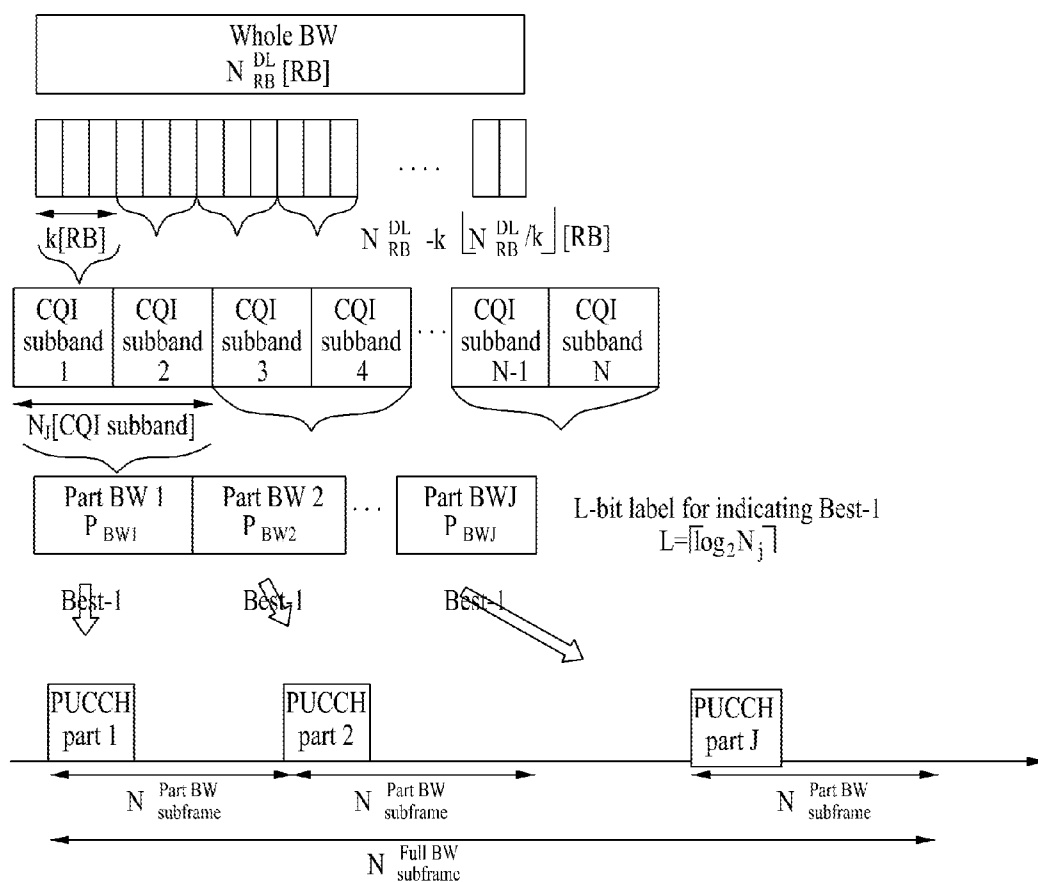 Whole BW
N DL RB [RB]
. . . .
k[RB]
N DL RB -k ⌊N DL RB /k⌋ [RB]
CQI subband 1
CQI subband 2
CQI subband 3
CQI subband 4
. . . .
CQI subband N-1
CQI subband N
NJ[CQI subband]
Part BW 1
P BW1
Part BW 2
P BW2
. . . .
Part BWJ
P BWJ
L-bit label for indicating Best-1
L=⌈log2Nj⌉
Best-1
Best-1
Best-1
PUCCH part 1
PUCCH part 2
PUCCH part J
N Part BW subframe
N Part BW subframe
N Part BW subframe
N Full BW subframe